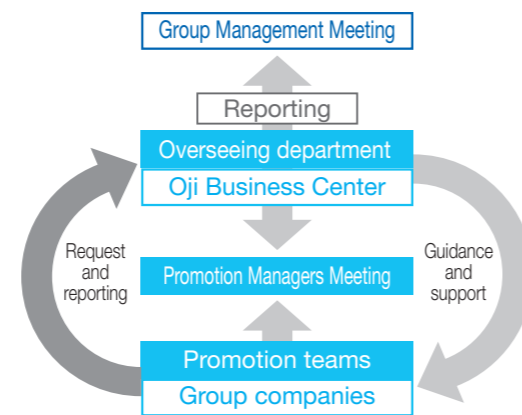 Group Management Meeting
Reporting
Overseeing department
Oji Business Center
Request
and
reporting
Promotion Managers Meeting
Guidance
and
support
Promotion teams
Group companies